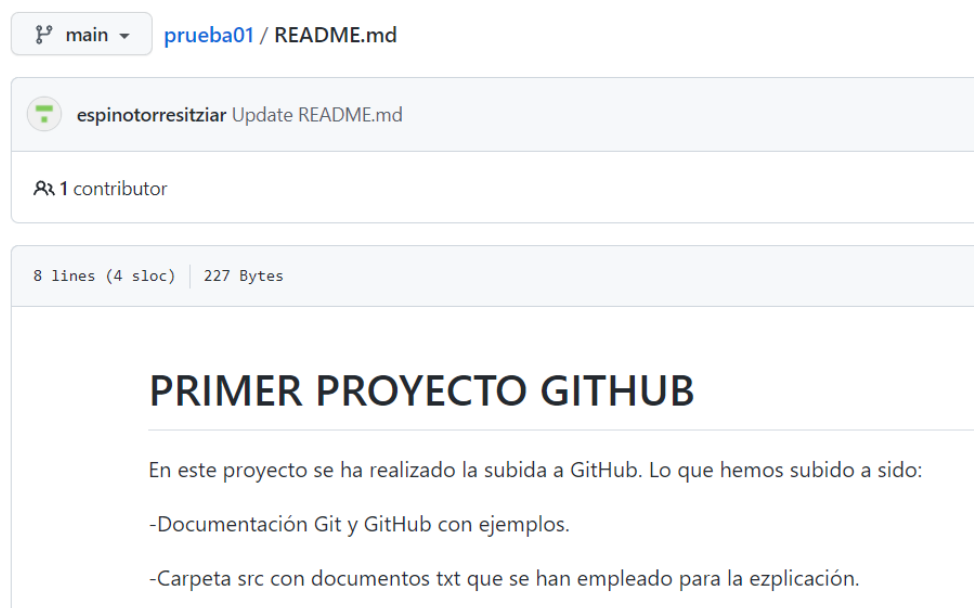 main prueba01 / README.md
espinotorresitziar Update README.md
1 contributor
8 lines (4 sloc) 227 Bytes
PRIMER PROYECTO GITHUB
En este proyecto se ha realizado la subida a GitHub. Lo que hemos subido a sido:
-Documentación Git y GitHub con ejemplos.
-Carpeta src con documentos txt que se han empleado para la ezplicación.